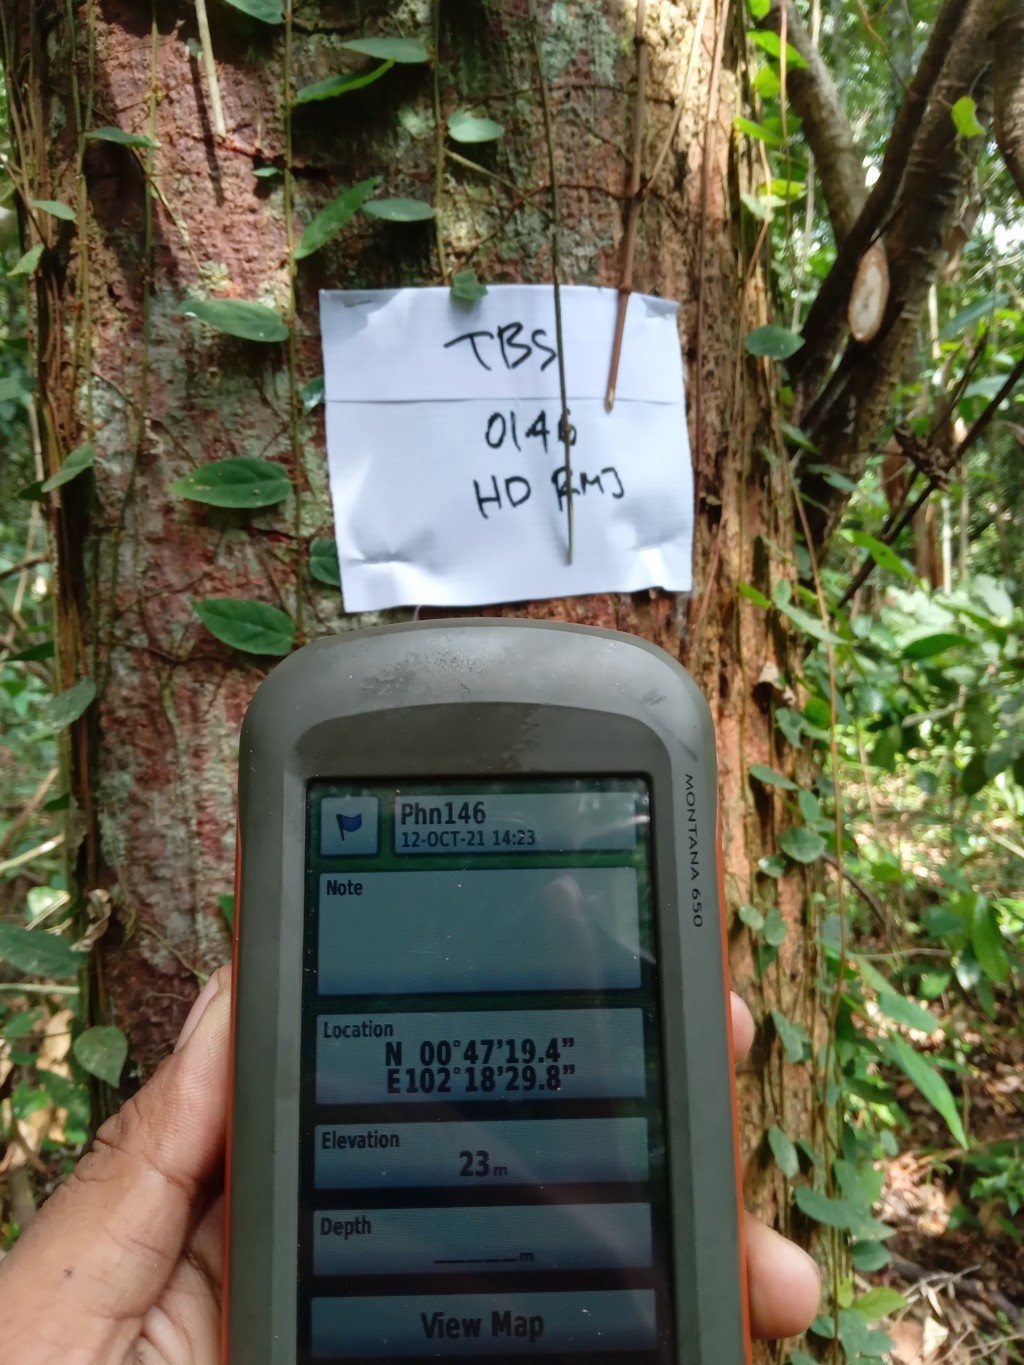 TBS
0146
HD RMJ
MONTANA 650
Phn146
12-OCT-21 14:23
Note
Location
N 00°47'19.4"
E102°18'29.8"
Elevation
23m
Depth
_____m
View Map